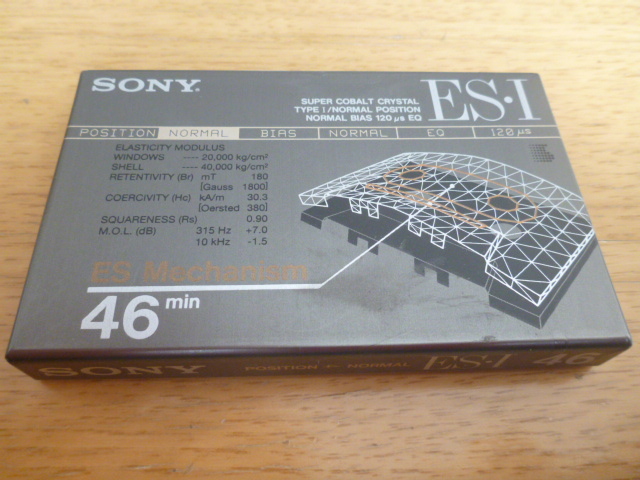 SONY
SUPER COBALT CRYSTAL
TYPE I/NORMAL POSITION
NORMAL BIAS 120 µs EQ
ES·I
POSITION NORMAL BIAS NORMAL EQ 120 µs
ELASTICITY MODULUS
WINDOWS ---- 20,000 kg/cm²
SHELL ---- 40,000 kg/cm²
RETENTIVITY (Br) mT 180
[Gauss 1800]
COERCIVITY (Hc) kA/m 30.3
[Oersted 380]
SQUARENESS (Rs) 0.90
M.O.L. (dB) 315 Hz +7.0
10 kHz -1.5
ES Mechanism
46 min
SONY POSITION NORMAL ES·I 46